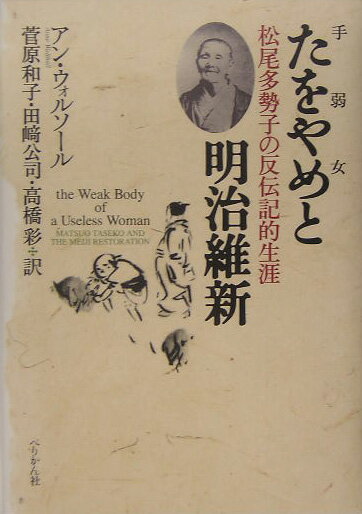 手弱女
たをやめと
明治維新
松尾多勢子の反伝記的生涯
アン・ウォルソール
菅原和子・田﨑公司・高橋彩=訳
the Weak Body
of
a Useless Woman
MATSUO TASEKO AND
THE MEIJI RESTORATION
ぺりかん社